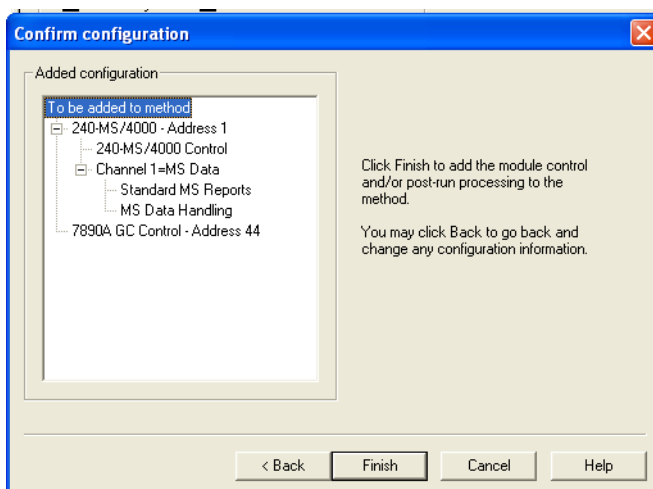 Confirm configuration
Added configuration
To be added to method
240-MS/4000 - Address 1
240-MS/4000 Control
Channel 1=MS Data
Standard MS Reports
MS Data Handling
7890A GC Control - Address 44
Click Finish to add the module control
and/or post-run processing to the
method.
You may click Back to go back and
change any configuration information.
< Back
Finish
Cancel
Help